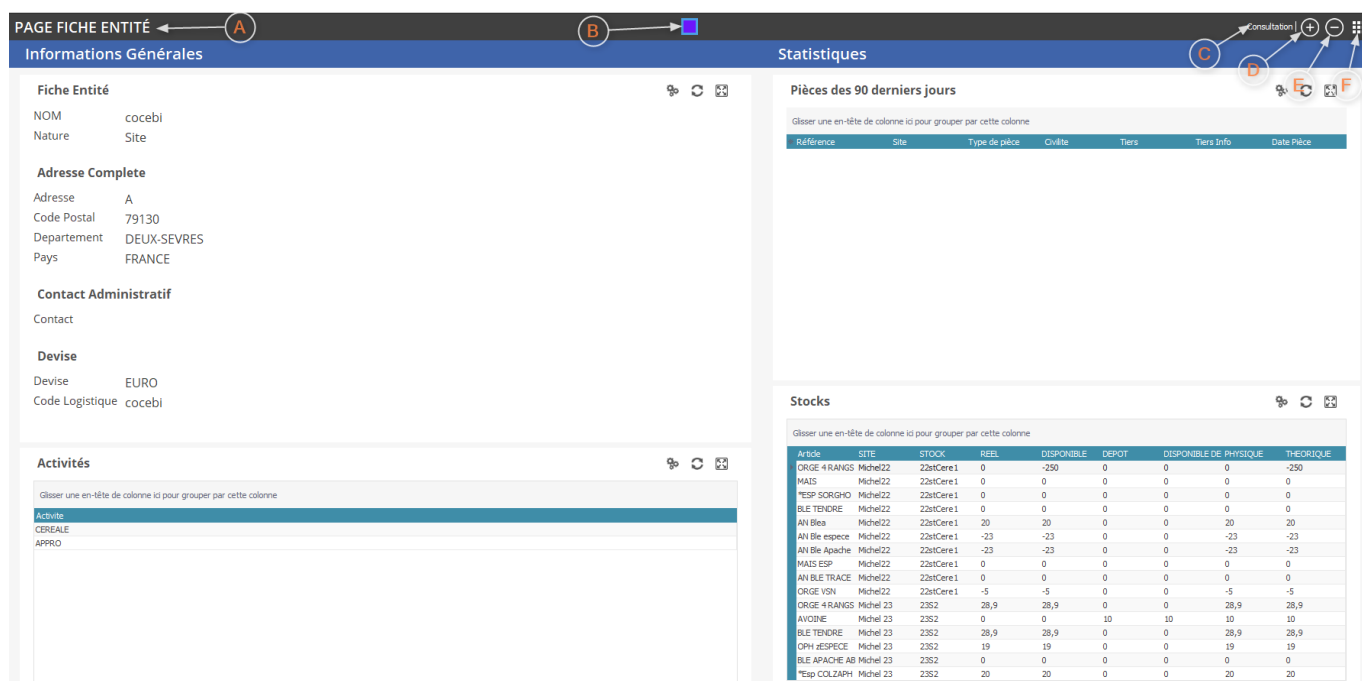 PAGE FICHE ENTITÉ A B Consultation |
C D E F
Informations Générales
Fiche Entité
NOM cocebi
Nature Site
Adresse Complete
Adresse A
Code Postal 79130
Departement DEUX-SEVRES
Pays FRANCE
Contact Administratif
Contact
Devise
Devise EURO
Code Logistique cocebi
Activités
Glisser une en-tête de colonne ici pour grouper par cette colonne
Activite
CEREALE
APPRO
Statistiques
Pièces des 90 derniers jours
Glisser une en-tête de colonne ici pour grouper par cette colonne
Référence Site Type de pièce Civilite Tiers Tiers Info Date Pièce
Stocks
Glisser une en-tête de colonne ici pour grouper par cette colonne
Article SITE STOCK REEL DISPONIBLE DEPOT DISPONIBLE DE PHYSIQUE THEORIQUE
ORGE 4 RANGS Michel22 22stCere1 0 -250 0 0 0 -250
MAIS Michel22 22stCere1 0 0 0 0 0 0
*ESP SORGHO Michel22 22stCere1 0 0 0 0 0 0
BLE TENDRE Michel22 22stCere1 0 0 0 0 0 0
AN Blea Michel22 22stCere1 20 20 0 0 20 20
AN Ble espece Michel22 22stCere1 -23 -23 0 0 -23 -23
AN Ble Apache Michel22 22stCere1 -23 -23 0 0 -23 -23
MAIS ESP Michel22 22stCere1 0 0 0 0 0 0
AN BLE TRACE Michel22 22stCere1 0 0 0 0 0 0
ORGE VSN Michel22 22stCere1 -5 -5 0 0 -5 -5
ORGE 4 RANGS Michel 23 23S2 28,9 28,9 0 0 28,9 28,9
AVOINE Michel 23 23S2 0 0 10 10 10 10
BLE TENDRE Michel 23 23S2 28,9 28,9 0 0 28,9 28,9
OPH zESPECE Michel 23 23S2 19 19 0 0 19 19
BLE APACHE AB Michel 23 23S2 0 0 0 0 0 0
*Esp COLZAPH Michel 23 23S2 20 20 0 0 20 20